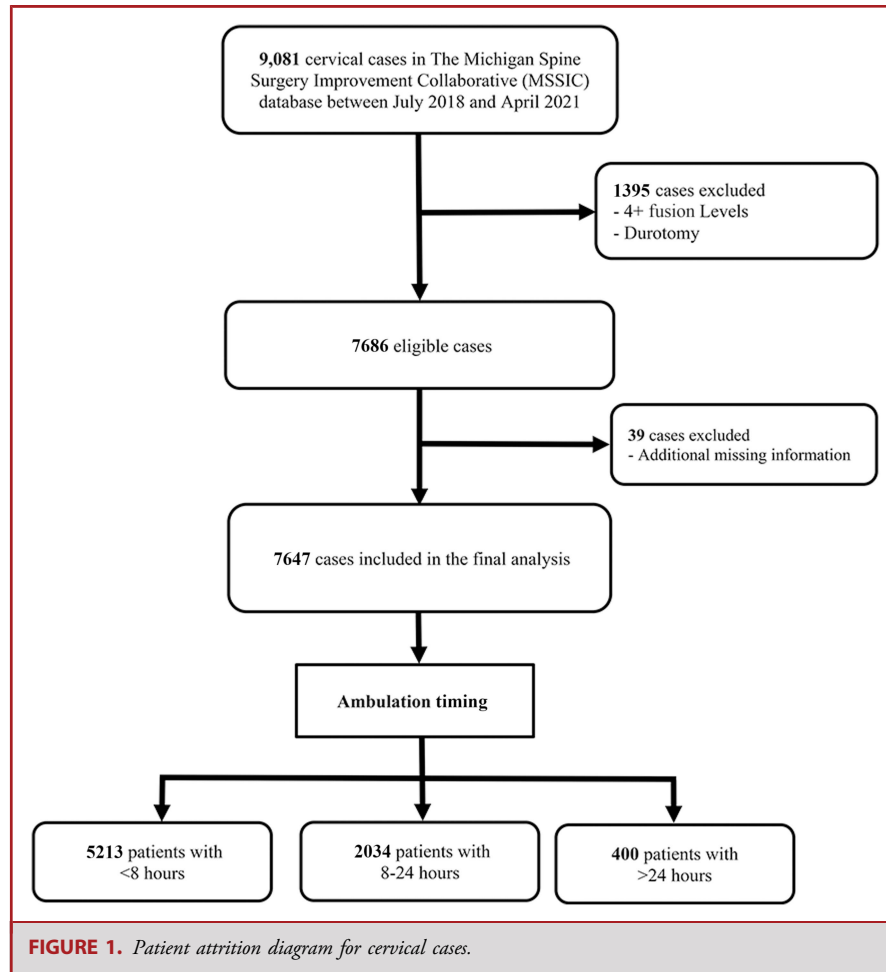 9,081 cervical cases in The Michigan Spine
Surgery Improvement Collaborative (MSSIC)
database between July 2018 and April 2021
1395 cases excluded
- 4+ fusion Levels
- Durotomy
7686 eligible cases
39 cases excluded
- Additional missing information
7647 cases included in the final analysis
Ambulation timing
5213 patients with
<8 hours
2034 patients with
8-24 hours
400 patients with
>24 hours
FIGURE 1. Patient attrition diagram for cervical cases.